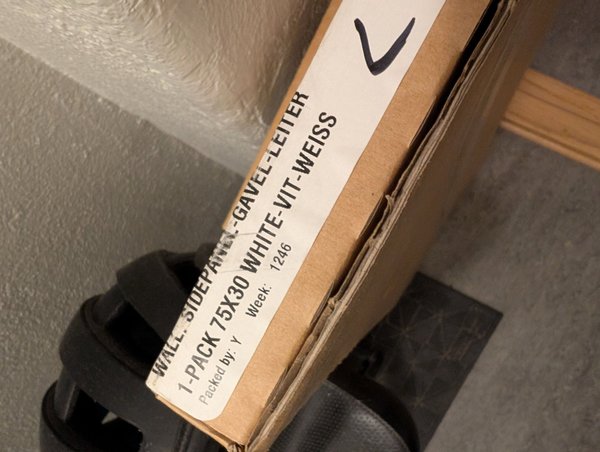 WALL: SIDEPANEL-GAVEL-LEITER
1-PACK 75X30 WHITE-VIT-WEISS
Packed by: Y Week: 1246